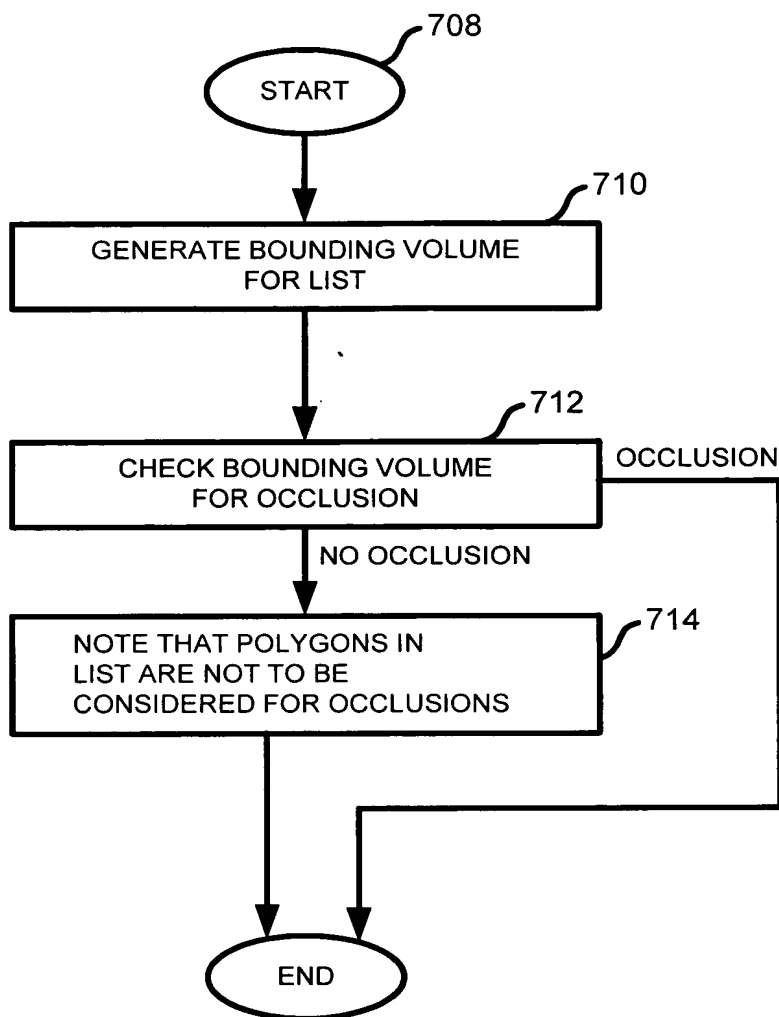 708
START
710
GENERATE BOUNDING VOLUME
FOR LIST
712
CHECK BOUNDING VOLUME
FOR OCCLUSION
OCCLUSION
NO OCCLUSION
714
NOTE THAT POLYGONS IN
LIST ARE NOT TO BE
CONSIDERED FOR OCCLUSIONS
END